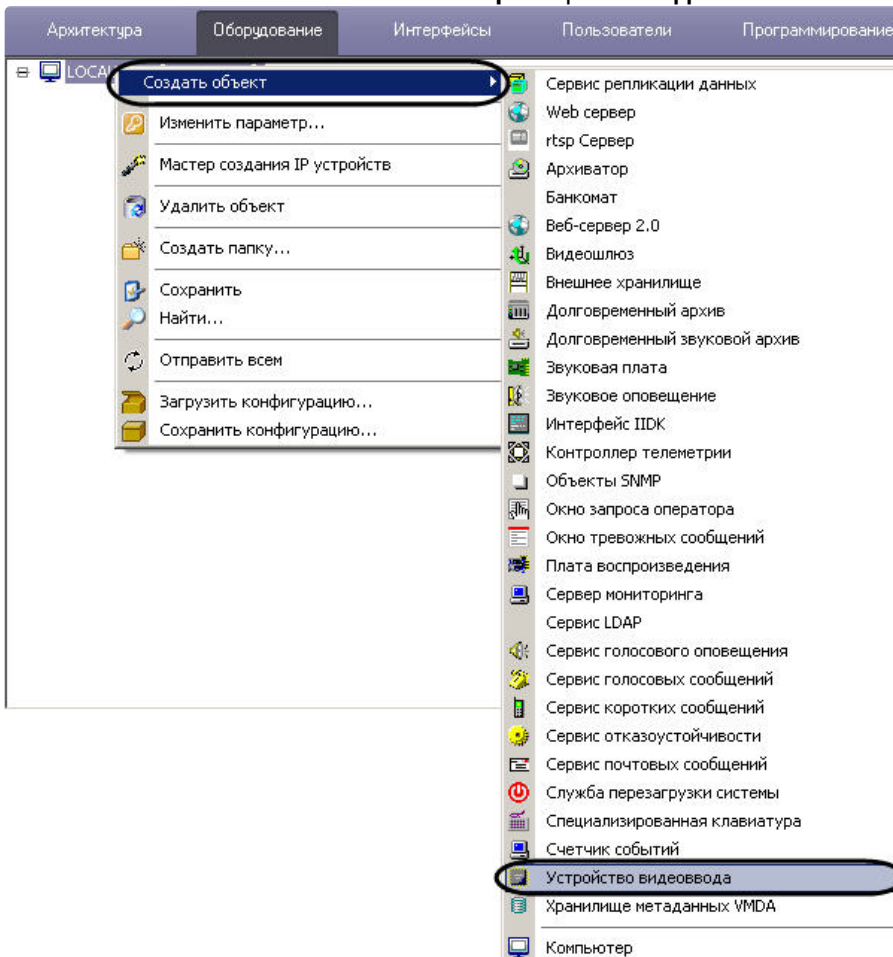 Архитектура Оборудование Интерфейсы Пользователи Программирование
LOCAL
Создать объект
Изменить параметр...
Мастер создания IP устройств
Удалить объект
Создать папку...
Сохранить
Найти...
Отправить всем
Загрузить конфигурацию...
Сохранить конфигурацию...
Сервис репликации данных
Web сервер
rtsp Сервер
Архиватор
Банкомат
Веб-сервер 2.0
Видеошлюз
Внешнее хранилище
Долговременный архив
Долговременный звуковой архив
Звуковая плата
Звуковое оповещение
Интерфейс IIDK
Контроллер телеметрии
Объекты SNMP
Окно запроса оператора
Окно тревожных сообщений
Плата воспроизведения
Сервер мониторинга
Сервис LDAP
Сервис голосового оповещения
Сервис голосовых сообщений
Сервис коротких сообщений
Сервис отказоустойчивости
Сервис почтовых сообщений
Служба перезагрузки системы
Специализированная клавиатура
Счетчик событий
Устройство видеоввода
Хранилище метаданных VMDA
Компьютер